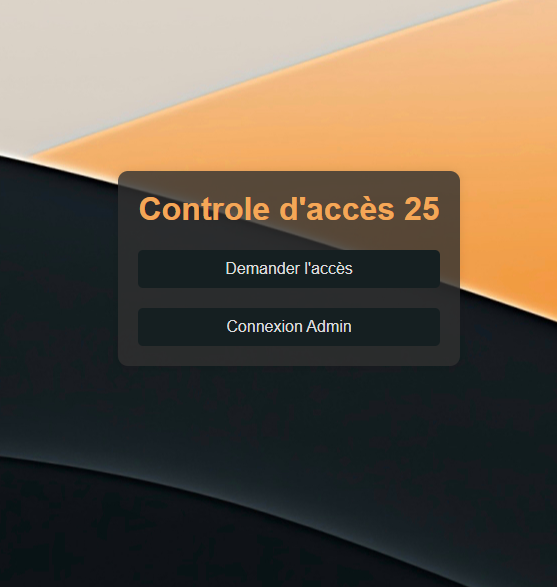 Controle d'accès 25
Demander l'accès
Connexion Admin